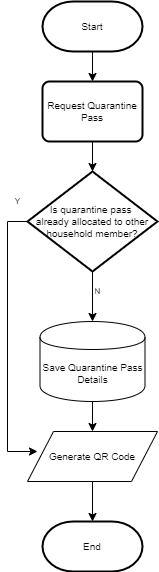 Start
Request Quarantine
Pass
Y
Is quarantine pass
already allocated to other
household member?
N
Save Quarantine Pass
Details
Generate QR Code
End